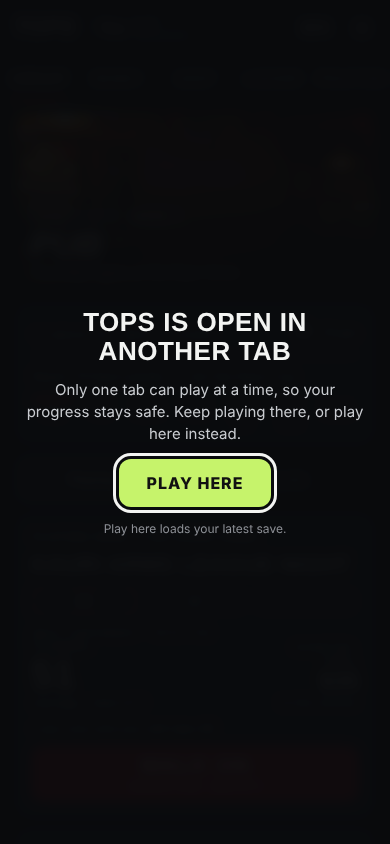 TOPS IS OPEN IN
ANOTHER TAB
Only one tab can play at a time, so your
progress stays safe. Keep playing there, or play
here instead.
PLAY HERE
Play here loads your latest save.